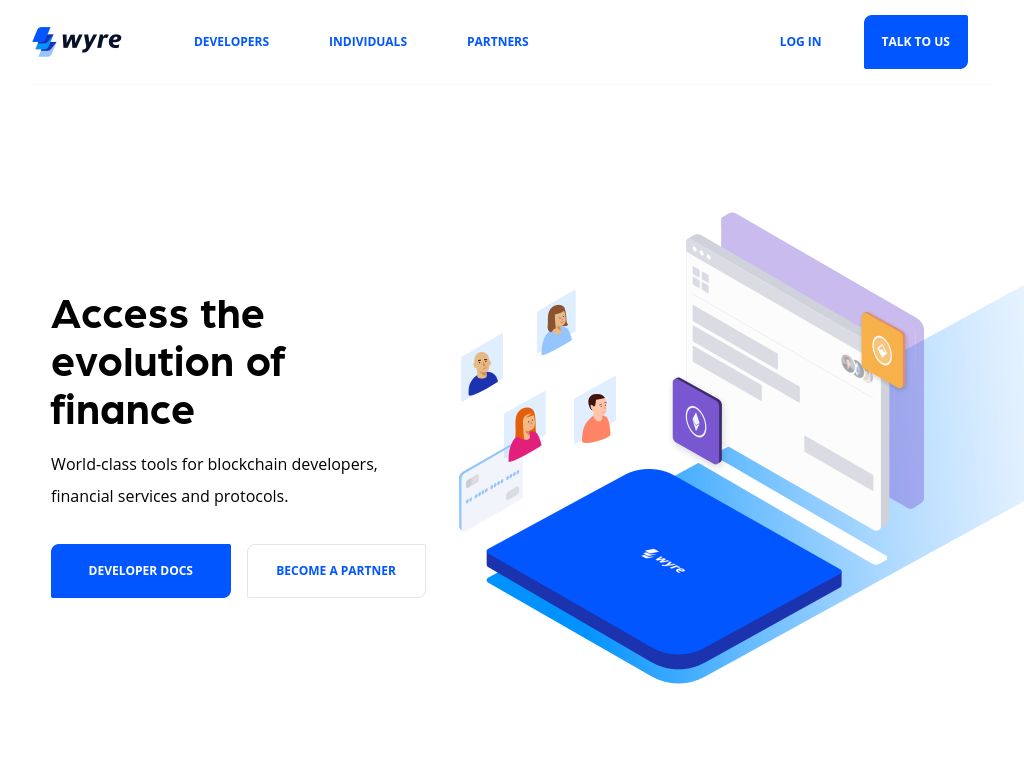 wyre
DEVELOPERS
INDIVIDUALS
PARTNERS
LOG IN
TALK TO US
Access the
evolution of
finance
World-class tools for blockchain developers,
financial services and protocols.
DEVELOPER DOCS
BECOME A PARTNER
wyre